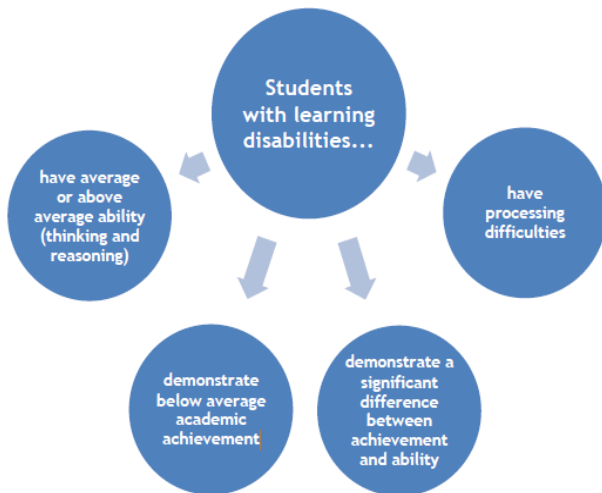 Students
with learning
disabilities...
have average
or above
average ability
(thinking and
reasoning)
have
processing
difficulties
demonstrate
below average
academic
achievement
demonstrate a
significant
difference
between
achievement
and ability